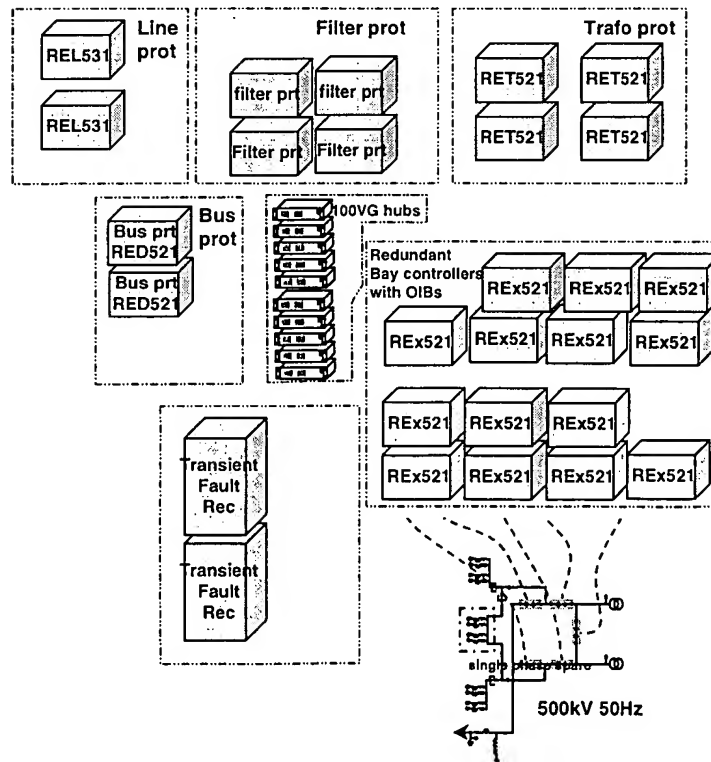 Line
prot
REL531
REL531
Filter prot
filter prt
filter prt
Filter prt
Filter prt
Trafo prot
RET521
RET521
RET521
RET521
Bus
prot
Bus prt
RED521
Bus prt
RED521
100VG hubs
Redundant
Bay controllers
with OIBs
REx521
REx521
REx521
REx521
REx521
REx521
REx521
REx521
REx521
REx521
REx521
REx521
REx521
REx521
Transient
Fault
Rec
Transient
Fault
Rec
single phase spare
500kV 50Hz